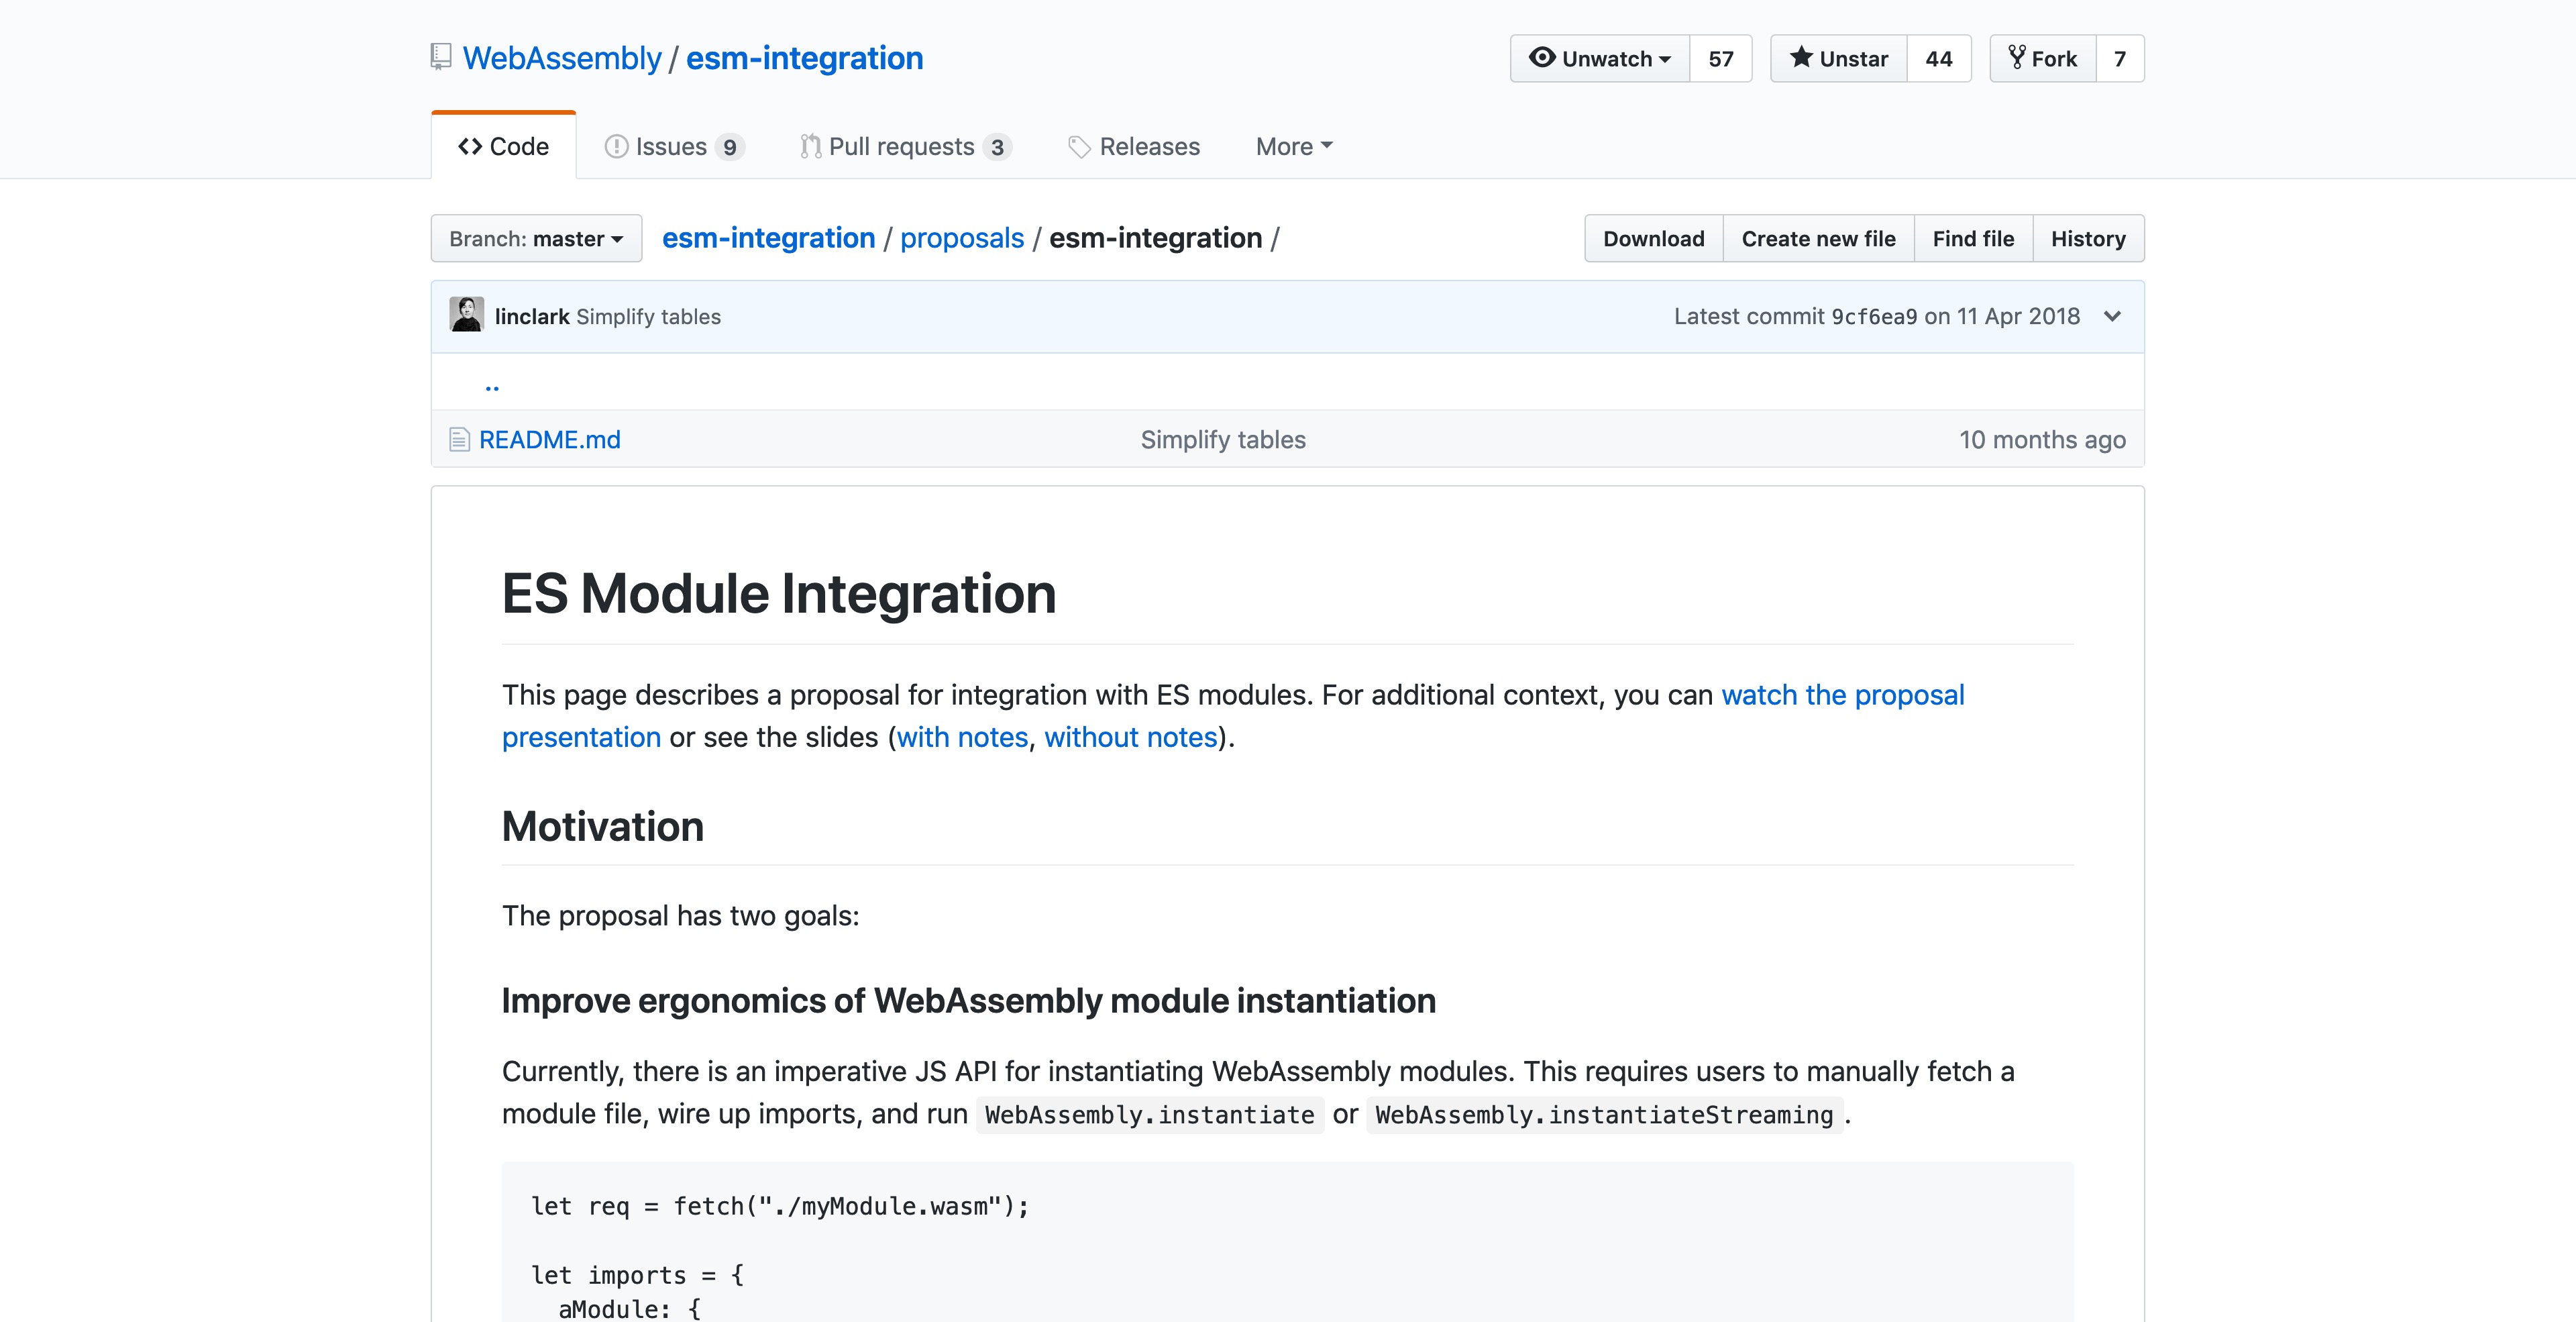 WebAssembly / esm-integration
Unwatch 57 Unstar 44 Fork 7
Code Issues 9 Pull requests 3 Releases More
Branch: master esm-integration / proposals / esm-integration / Download Create new file Find file History
linclark Simplify tables Latest commit 9cf6ea9 on 11 Apr 2018
..
README.md Simplify tables 10 months ago
ES Module Integration
This page describes a proposal for integration with ES modules. For additional context, you can watch the proposal
presentation or see the slides (with notes, without notes).
Motivation
The proposal has two goals:
Improve ergonomics of WebAssembly module instantiation
Currently, there is an imperative JS API for instantiating WebAssembly modules. This requires users to manually fetch a
module file, wire up imports, and run WebAssembly.instantiate or WebAssembly.instantiateStreaming.
let req = fetch("./myModule.wasm");
let imports = {
aModule: {